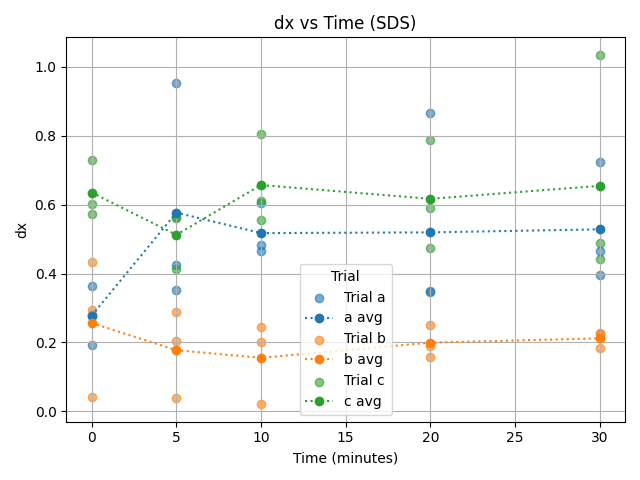 dx vs Time (SDS)
1.0
0.8
0.6
0.4
0.2
0.0
dx
Trial
Trial a
a avg
Trial b
b avg
Trial c
c avg
0 5 10 15 20 25 30
Time (minutes)